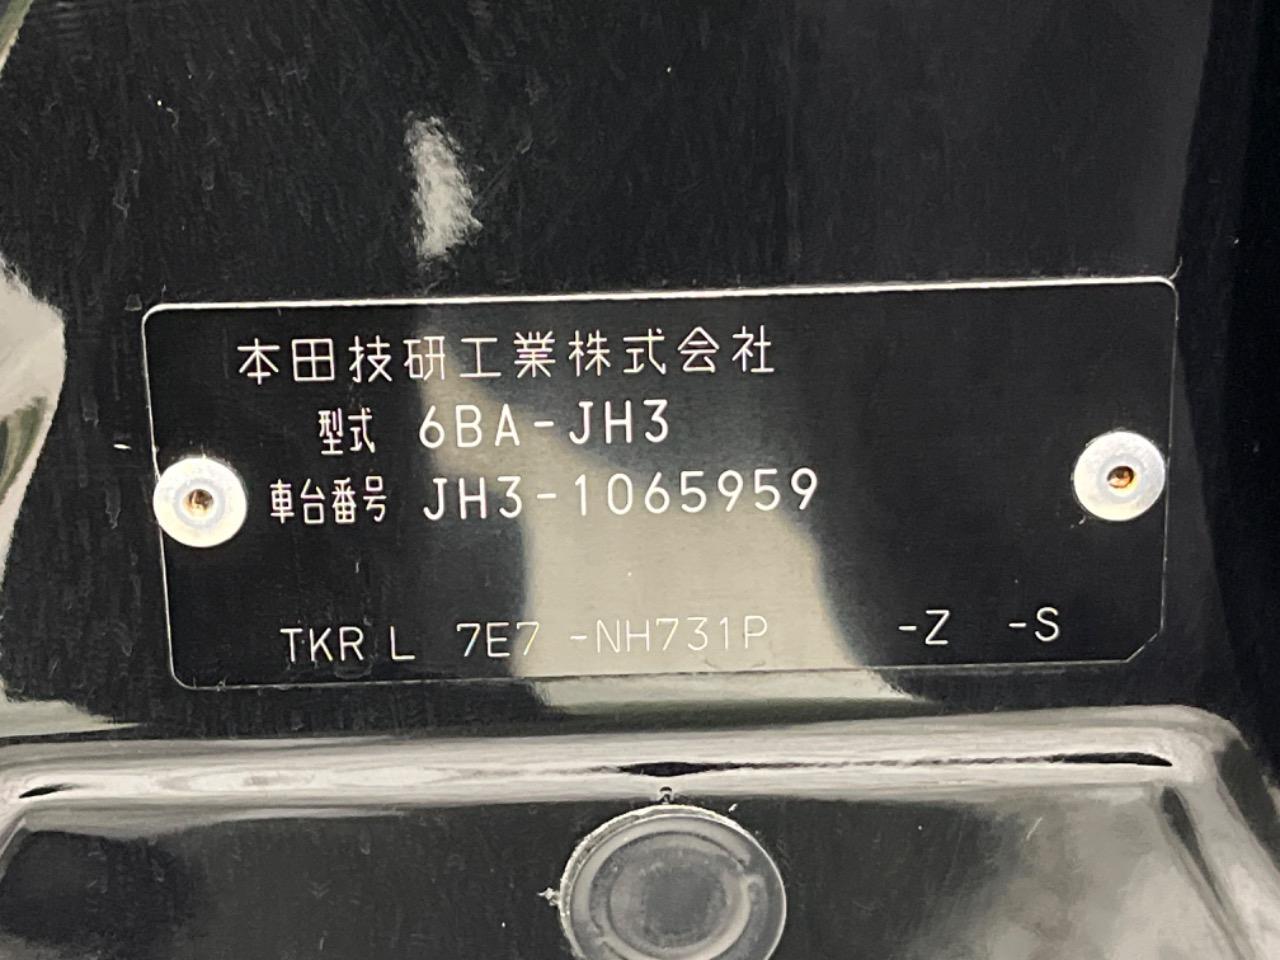 本田技研工業株式会社
型式 6BA-JH3
車台番号 JH3-1065959
TKR L 7E7 -NH731P -Z -S